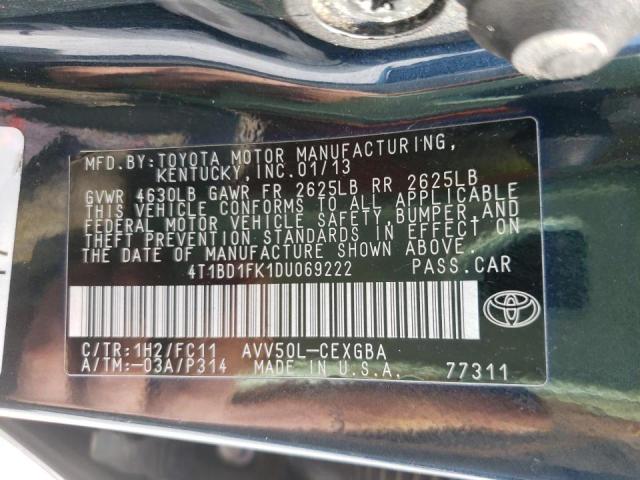 MFD.BY:TOYOTA MOTOR MANUFACTURING,
KENTUCKY, INC.01/13
GVWR 4630LB GAWR FR 2625LB RR 2625LB
THIS VEHICLE CONFORMS TO ALL APPLICABLE
FEDERAL MOTOR VEHICLE SAFETY, BUMPER, AND
THEFT PREVENTION STANDARDS IN EFFECT ON
THE DATE OF MANUFACTURE SHOWN ABOVE.
4T1BD1FK1DU069222 PASS.CAR
C/TR:1H2/FC11 AVV50L-CEXGBA
A/TM:-03A/P314 MADE IN U.S.A. 77311